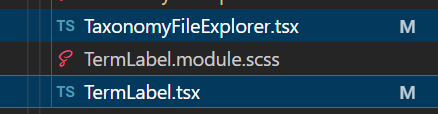 TS TaxonomyFileExplorer.tsx M
TermLabel.module.scss
TS TermLabel.tsx M